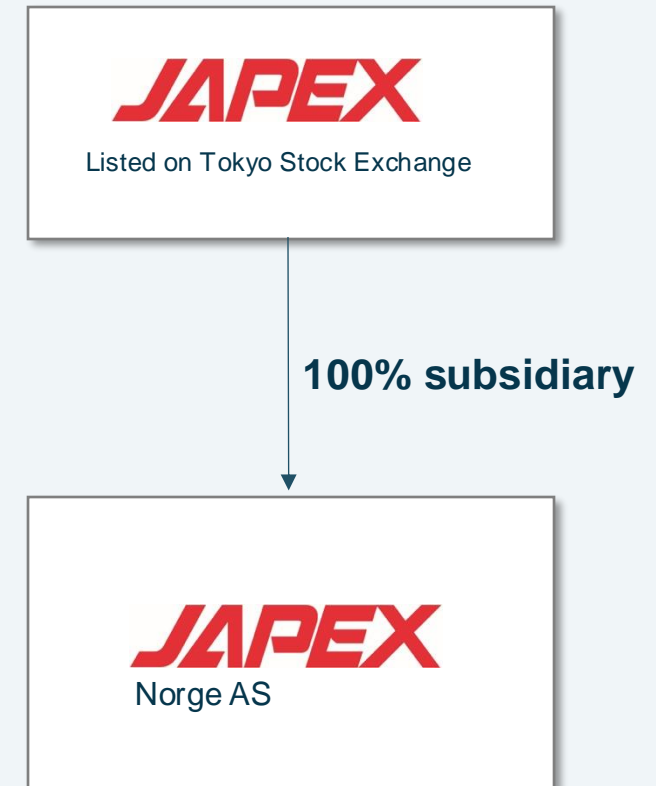 JAPEX
Listed on Tokyo Stock Exchange
100% subsidiary
JAPEX
Norge AS